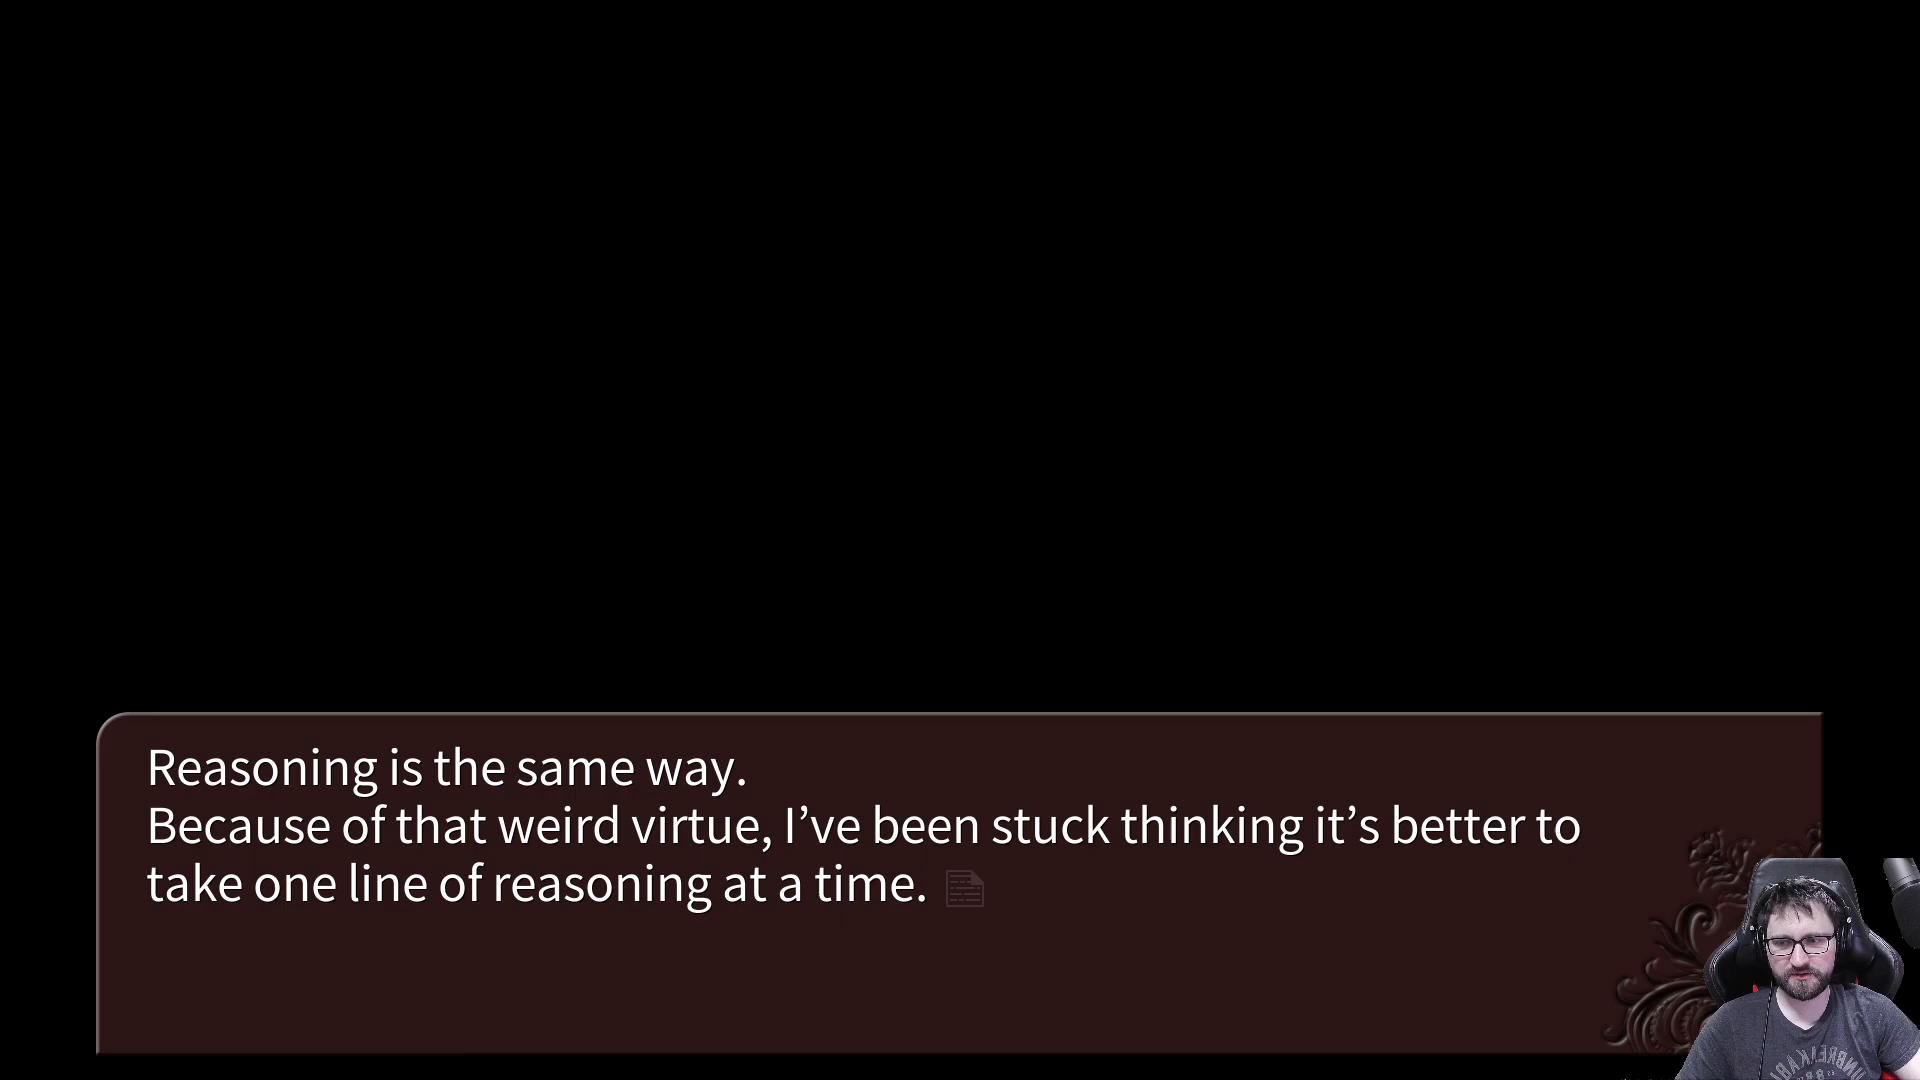 Reasoning is the same way.
Because of that weird virtue, I’ve been stuck thinking it’s better to
take one line of reasoning at a time.